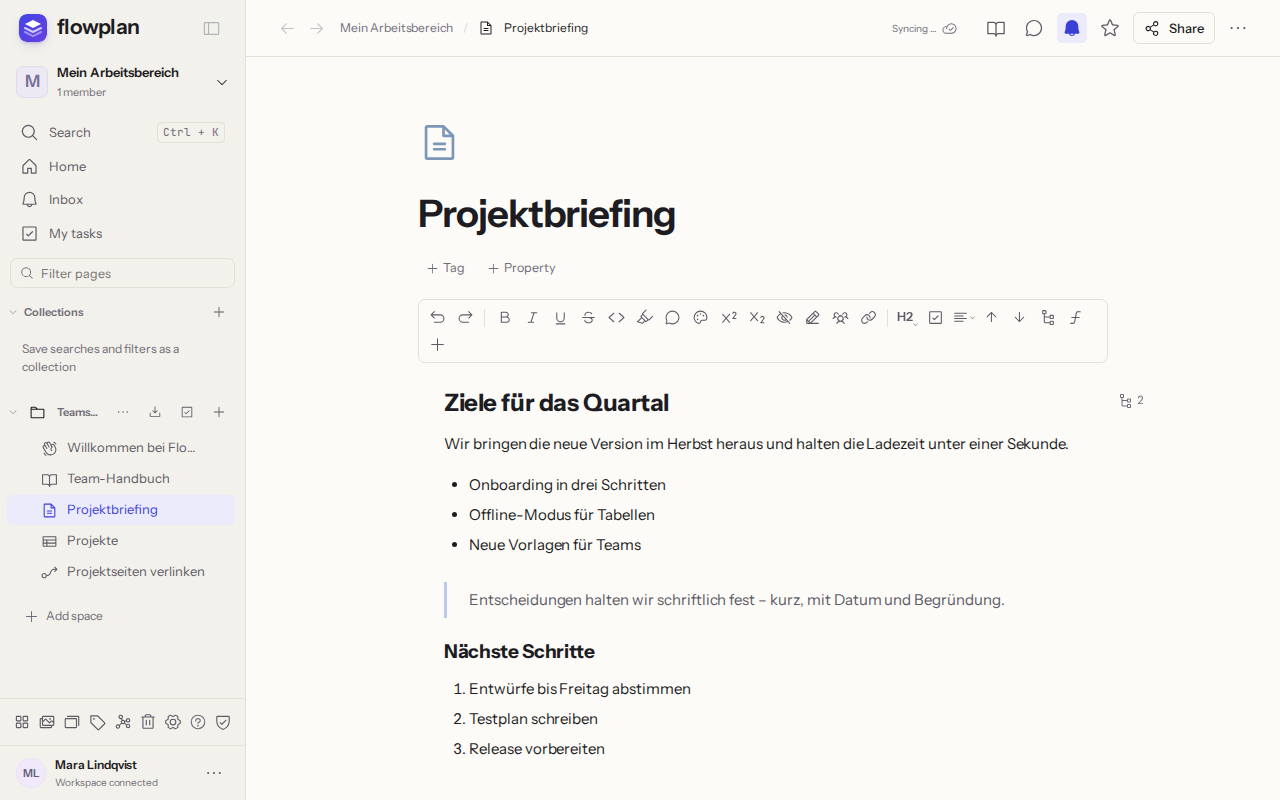 flowplan
M
Mein Arbeitsbereich
1 member
Search
Ctrl + K
Home
Inbox
My tasks
Filter pages
Collections
Save searches and filters as a
collection
Teams...
Willkommen bei Flo...
Team-Handbuch
Projektbriefing
Projekte
Projektseiten verlinken
Add space
ML
Mara Lindqvist
Workspace connected
Mein Arbeitsbereich / Projektbriefing
Syncing ...
Share
Projektbriefing
Tag
Property
H2
Ziele für das Quartal
2
Wir bringen die neue Version im Herbst heraus und halten die Ladezeit unter einer Sekunde.
• Onboarding in drei Schritten
• Offline-Modus für Tabellen
• Neue Vorlagen für Teams
Entscheidungen halten wir schriftlich fest – kurz, mit Datum und Begründung.
Nächste Schritte
1. Entwürfe bis Freitag abstimmen
2. Testplan schreiben
3. Release vorbereiten